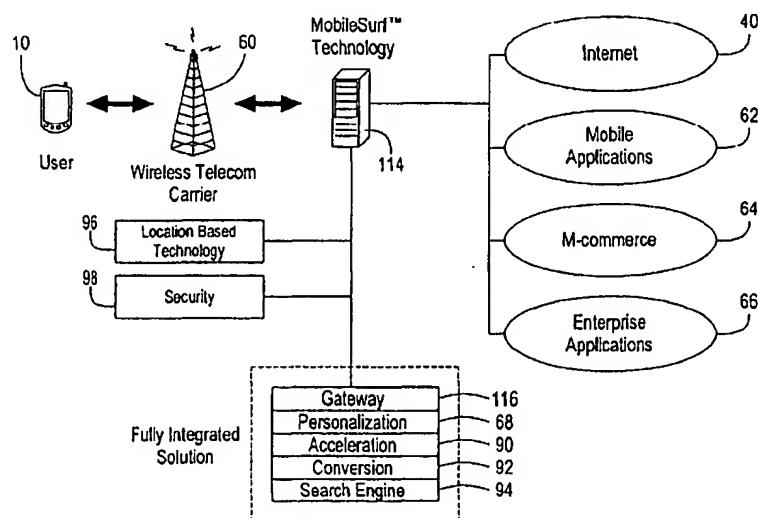 10
User
60
Wireless Telecom
Carrier
MobileSurf™
Technology
114
Internet
40
Mobile
Applications
62
M-commerce
64
Enterprise
Applications
66
96
Location Based
Technology
98
Security
Fully Integrated
Solution
Gateway
116
Personalization
68
Acceleration
90
Conversion
92
Search Engine
94